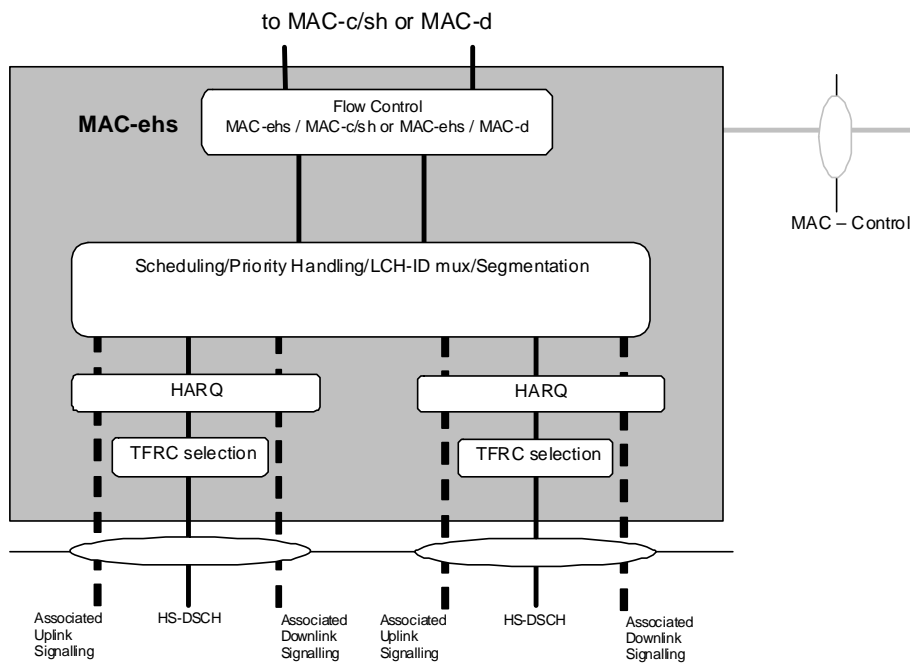 to MAC-c/sh or MAC-d
Flow Control
MAC-ehs / MAC-c/sh or MAC-ehs / MAC-d
MAC-ehs
MAC – Control
Scheduling/Priority Handling/LCH-ID mux/Segmentation
HARQ
HARQ
TFRC selection
TFRC selection
Associated
Uplink
Signalling
HS-DSCH
Associated
Downlink
Signalling
Associated
Uplink
Signalling
HS-DSCH
Associated
Downlink
Signalling